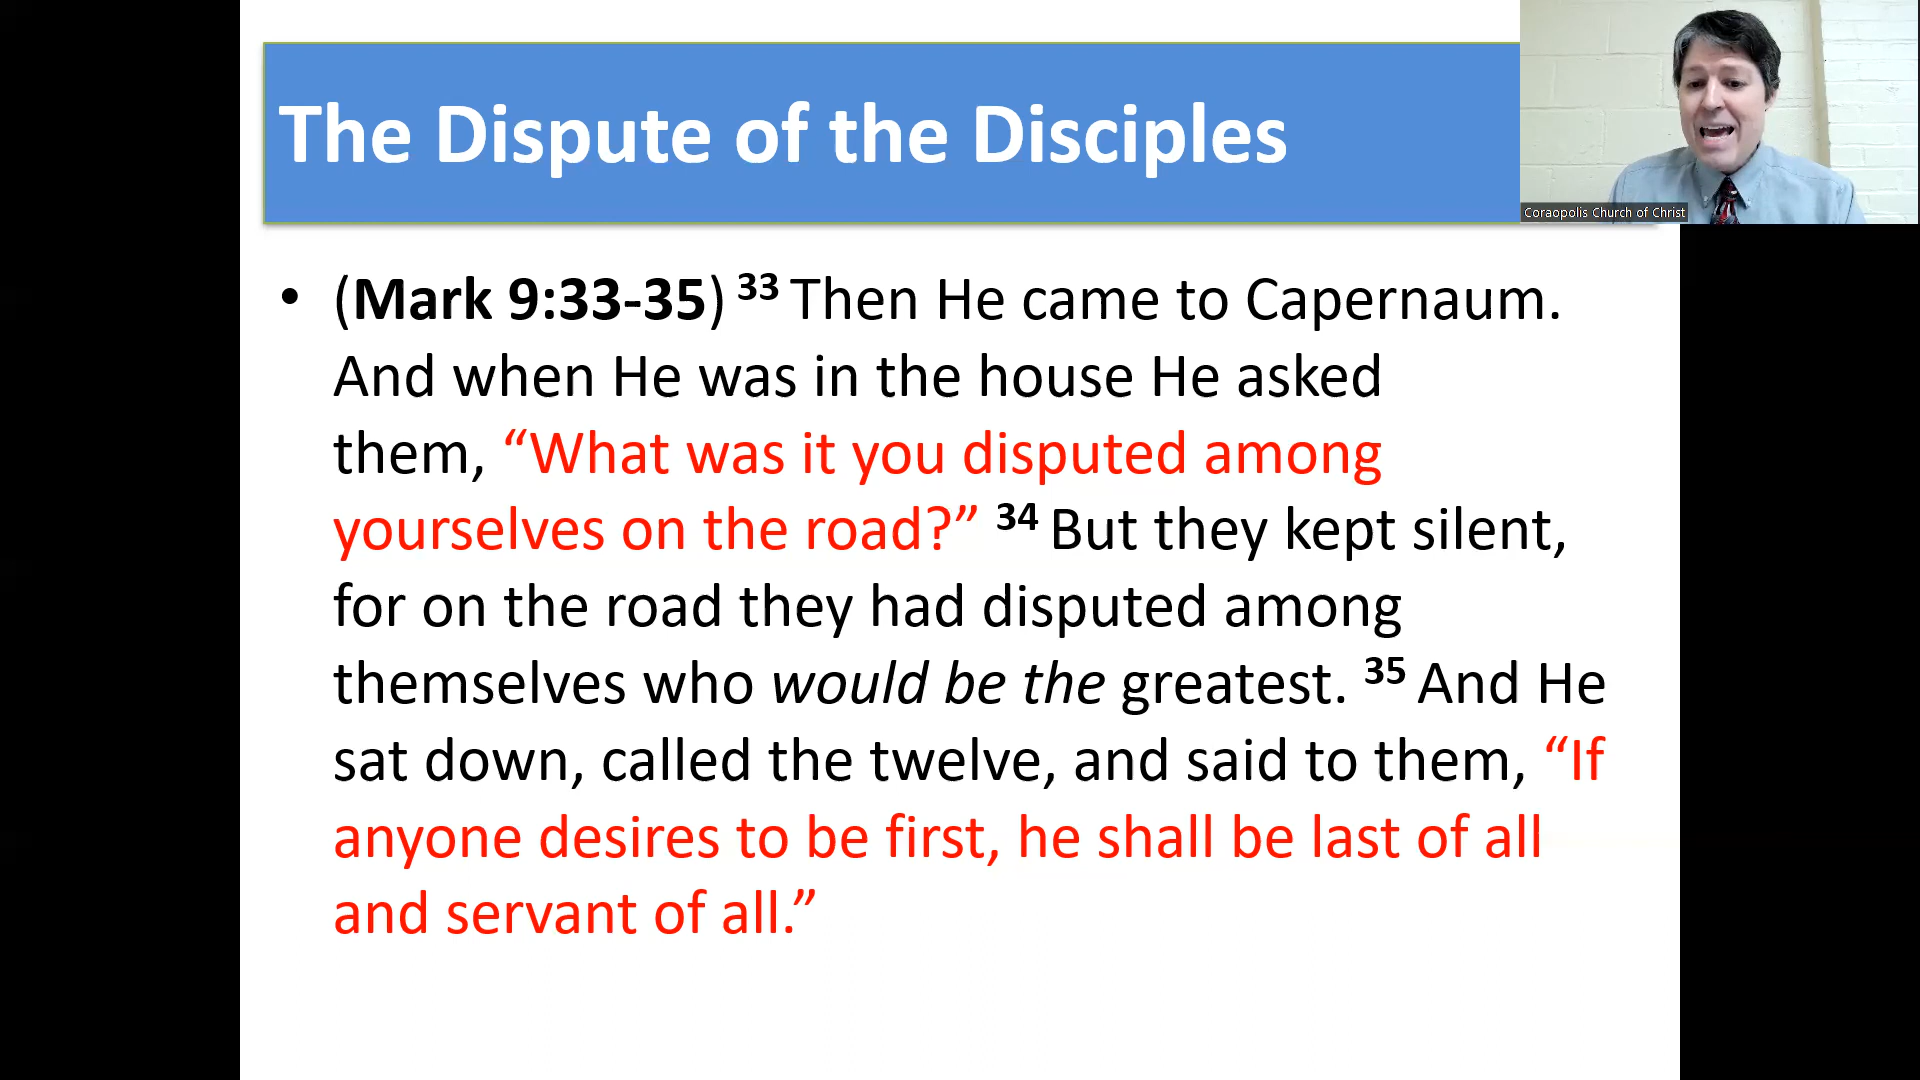 The Dispute of the Disciples
Coraopolis Church of Christ
• (Mark 9:33-35) 33 Then He came to Capernaum.
And when He was in the house He asked
them, “What was it you disputed among
yourselves on the road?” 34 But they kept silent,
for on the road they had disputed among
themselves who would be the greatest. 35 And He
sat down, called the twelve, and said to them, “If
anyone desires to be first, he shall be last of all
and servant of all.”